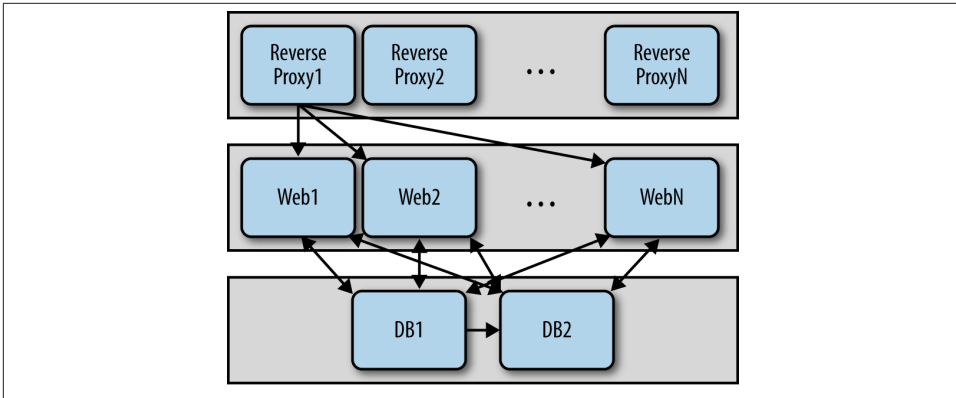 Reverse
Proxy1
Reverse
Proxy2
...
Reverse
ProxyN
Web1
Web2
...
WebN
DB1
DB2